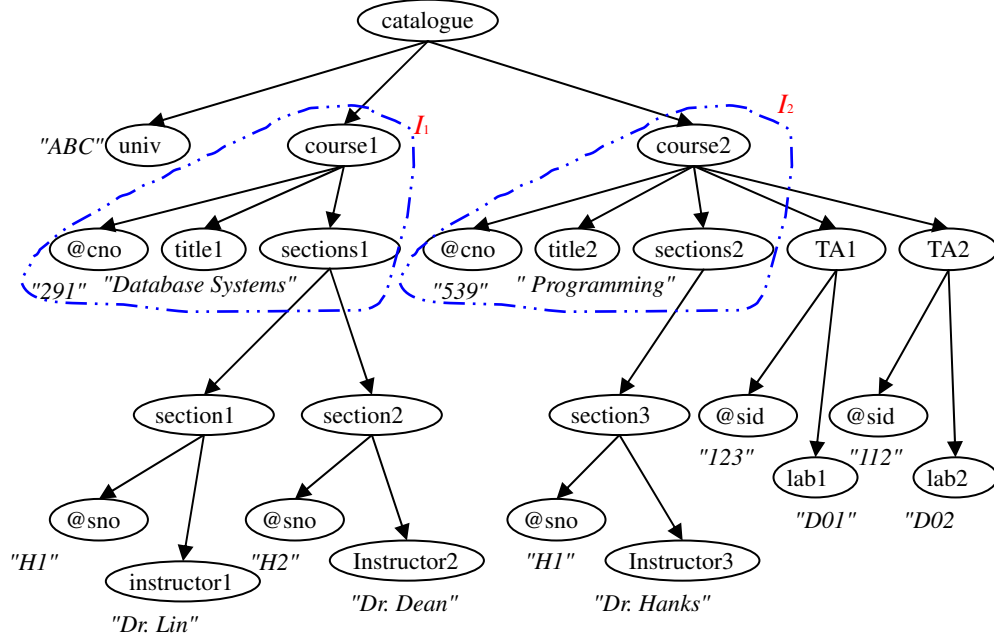 catalogue
I1
I2
"ABC"
univ
course1
course2
@cno
title1
sections1
@cno
title2
sections2
TA1
TA2
"291"
"Database Systems"
"539"
" Programming"
section1
section2
section3
@sid
@sid
"123"
"112"
lab1
lab2
@sno
@sno
@sno
"D01"
"D02
"H1"
instructor1
"H2"
Instructor2
"H1"
Instructor3
"Dr. Lin"
"Dr. Dean"
"Dr. Hanks"